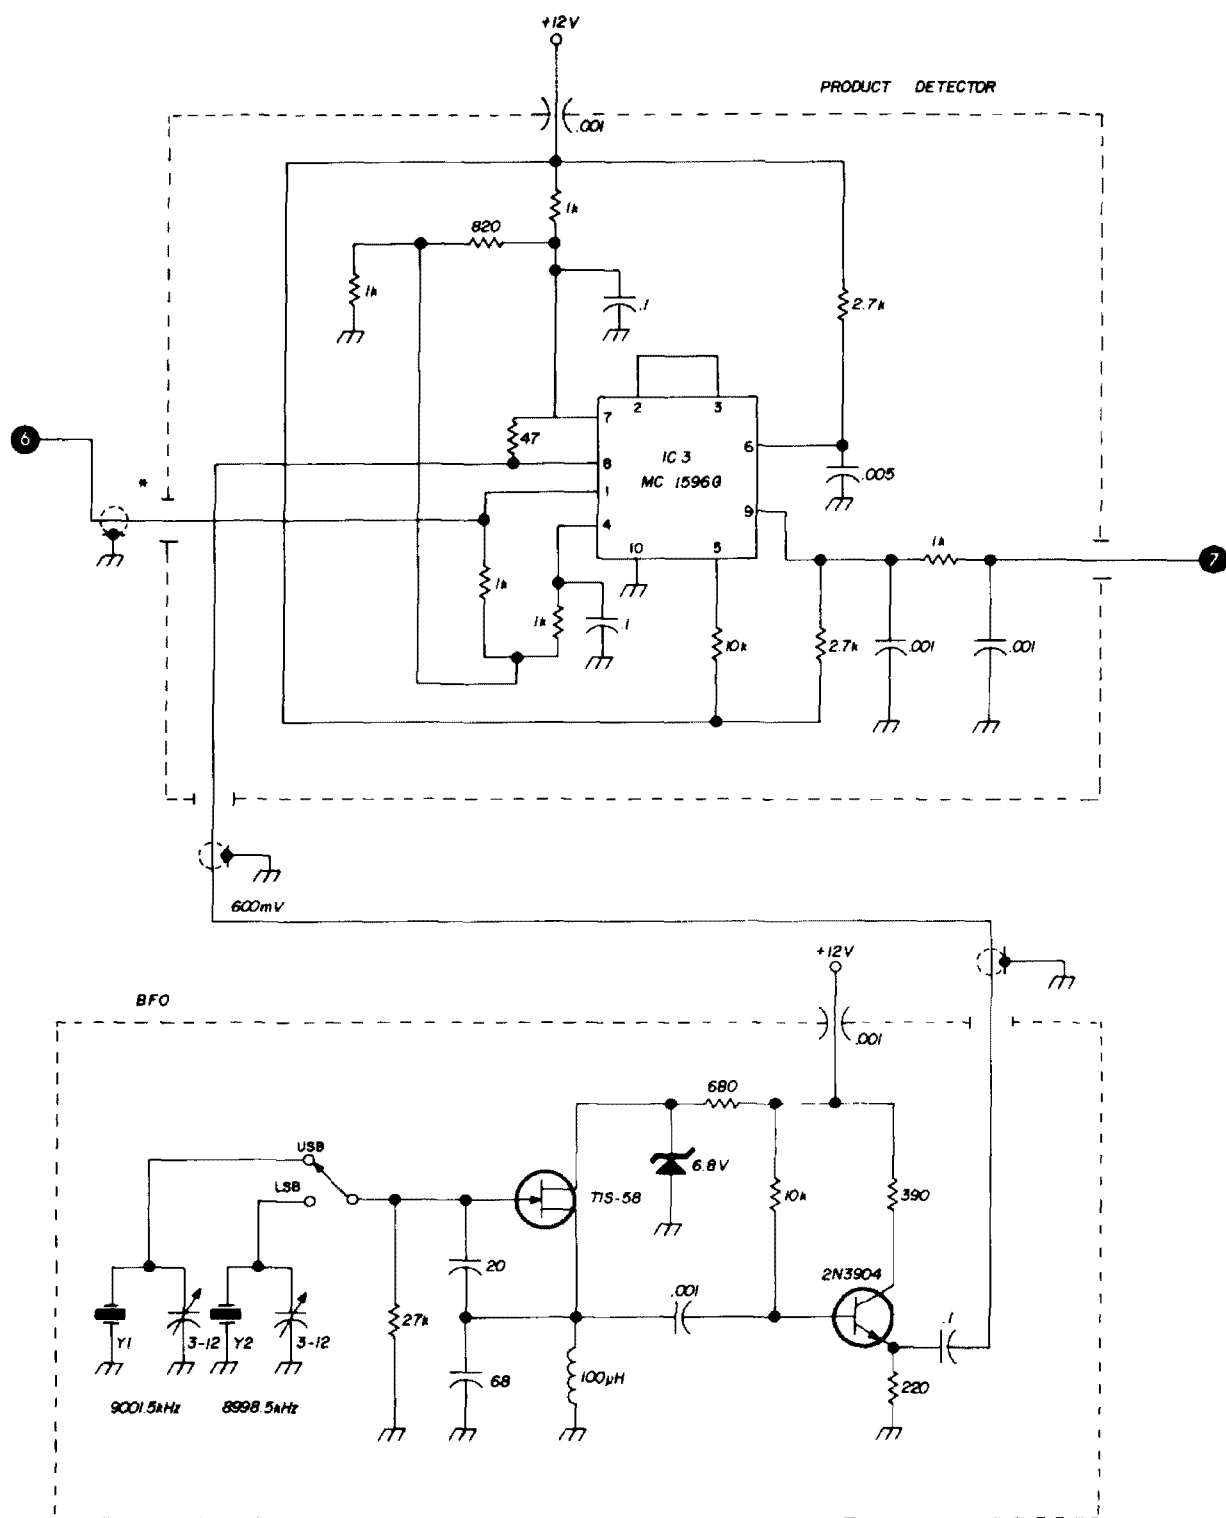 +12V
PRODUCT DETECTOR
.001
1k
820
1k
.1
2.7k
2 3
6
7
47
IC 3
6
8
MC 1596G
.005
*
1
9
4
1k
10 5
7
1k
1k
.1
10k
2.7k
.001
.001
600mV
+12V
BFO
.001
680
USB
6.8V
LSB
TIS-58
10k
390
20
2N3904
.001
.1
Y1
3-12
Y2
3-12
27k
68
100μH
220
9001.5kHz
8998.5kHz